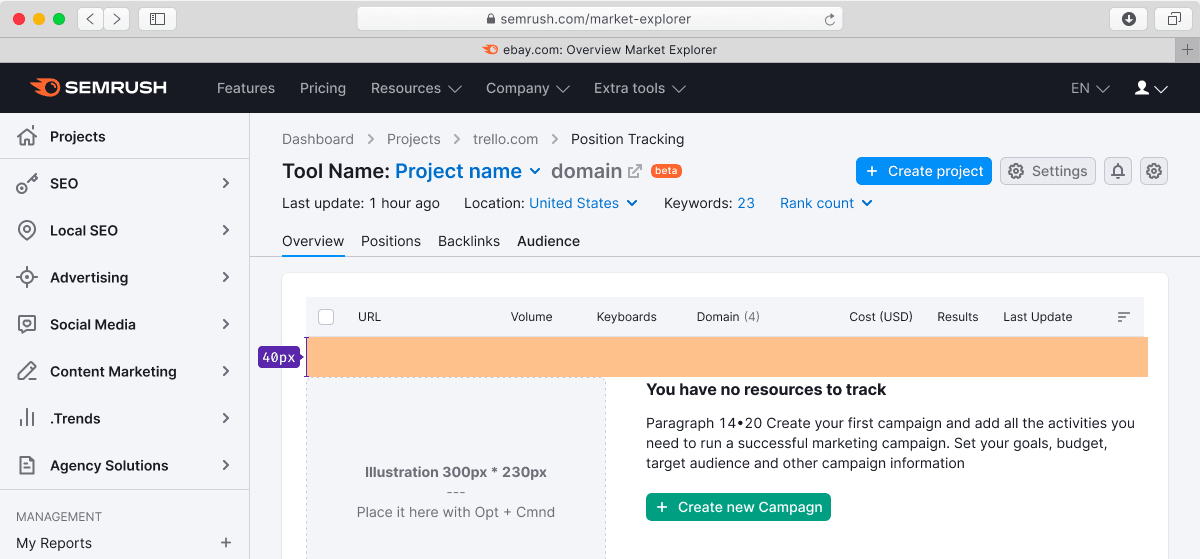 semrush.com/market-explorer
ebay.com: Overview Market Explorer
SEMRUSH
Features
Pricing
Resources
Company
Extra tools
EN
Projects
SEO
Local SEO
Advertising
Social Media
Content Marketing
.Trends
Agency Solutions
MANAGEMENT
My Reports
Dashboard > Projects > trello.com > Position Tracking
Tool Name: Project name domain beta
Create project
Settings
Last update: 1 hour ago
Location: United States
Keywords: 23
Rank count
Overview
Positions
Backlinks
Audience
URL
Volume
Keyboards
Domain (4)
Cost (USD)
Results
Last Update
40px
Illustration 300px * 230px
---
Place it here with Opt + Cmnd
You have no resources to track
Paragraph 14•20 Create your first campaign and add all the activities you
need to run a successful marketing campaign. Set your goals, budget,
target audience and other campaign information
+ Create new Campagn